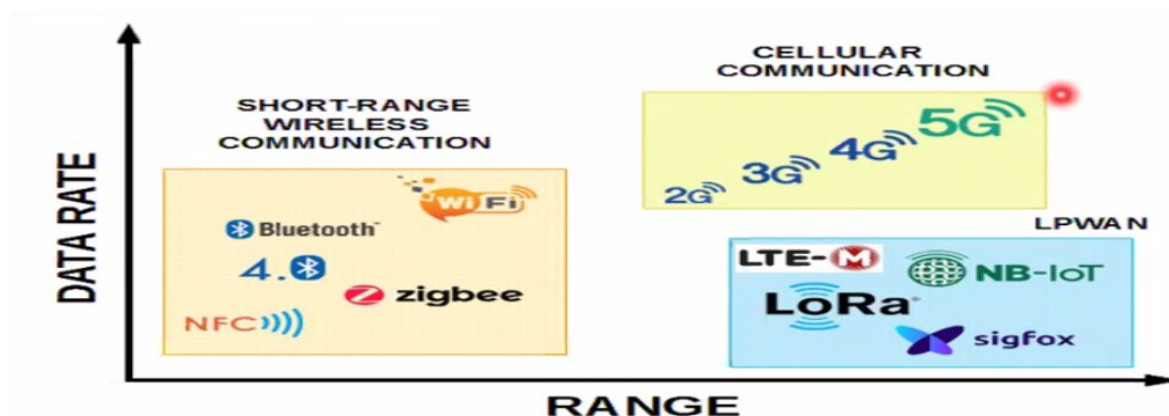 DATA RATE
SHORT-RANGE
WIRELESS
COMMUNICATION
WiFi
Bluetooth™
4.0
zigbee
NFC
CELLULAR
COMMUNICATION
5G
4G
3G
2G
LPWAN
LTE-M
NB-IoT
LoRa
sigfox
RANGE